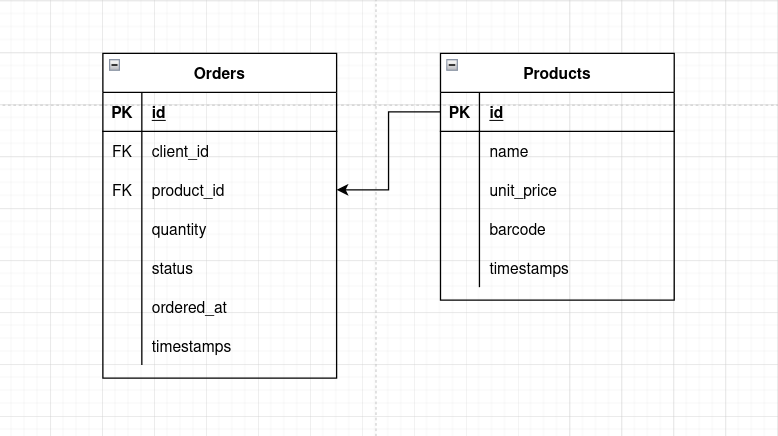 Orders
PK id
FK client_id
FK product_id
quantity
status
ordered_at
timestamps
Products
PK id
name
unit_price
barcode
timestamps